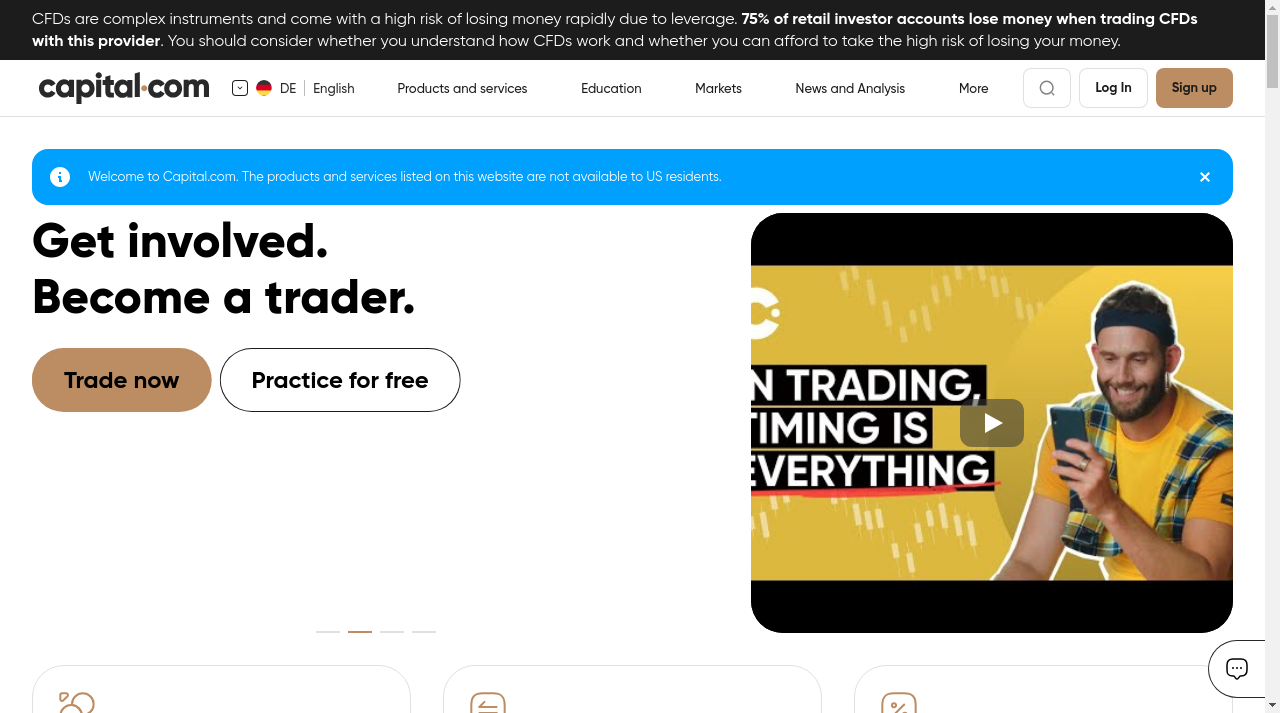 CFDs are complex instruments and come with a high risk of losing money rapidly due to leverage. 75% of retail investor accounts lose money when trading CFDs
with this provider. You should consider whether you understand how CFDs work and whether you can afford to take the high risk of losing your money.
capital.com
DE English
Products and services
Education
Markets
News and Analysis
More
Log In
Sign up
Welcome to Capital.com. The products and services listed on this website are not available to US residents.
Get involved.
Become a trader.
Trade now
Practice for free
N TRADING,
TIMING IS
EVERYTHING